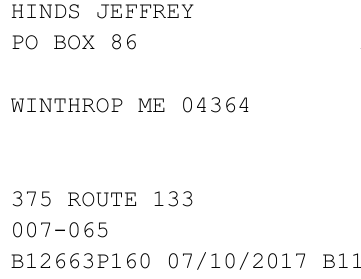 HINDS JEFFREY
PO BOX 86
WINTHROP ME 04364
375 ROUTE 133
007-065
B12663P160 07/10/2017 B11